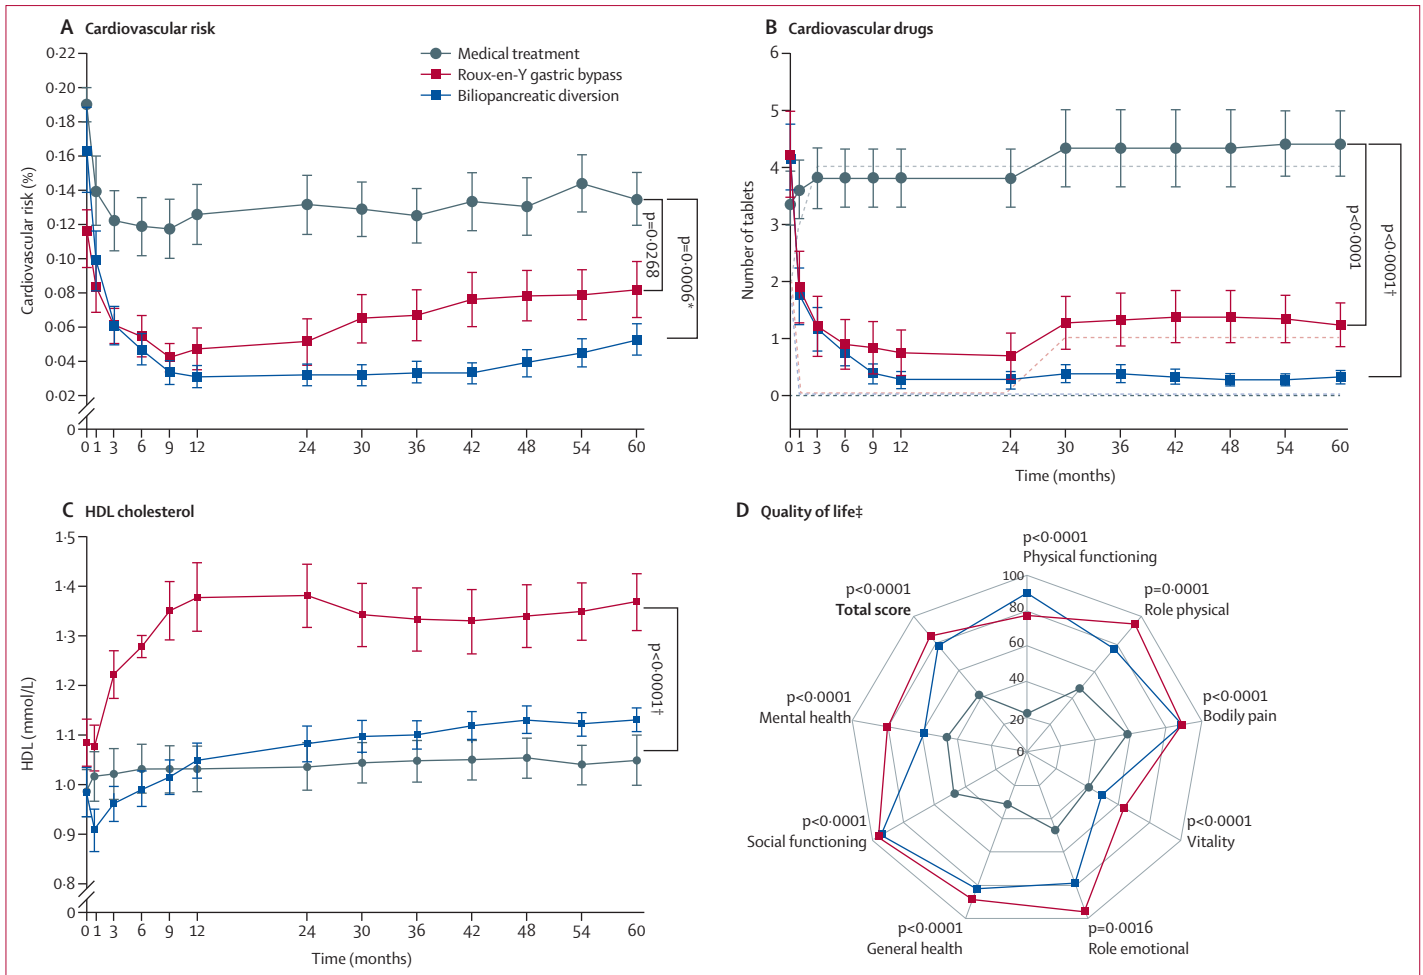 A Cardiovascular risk
Medical treatment
Roux-en-Y gastric bypass
Biliopancreatic diversion
Cardiovascular risk (%)
0·22
0·20
0·18
0·16
0·14
0·12
0·10
0·08
0·06
0·04
0·02
0
0 1 3 6 9 12 24 30 36 42 48 54 60
p=0·0268
p=0·0006*
B Cardiovascular drugs
Number of tablets
6
5
4
3
2
1
0
0 1 3 6 9 12 24 30 36 42 48 54 60
Time (months)
p<0·0001
p<0·0001†
C HDL cholesterol
HDL (mmol/L)
1·5
1·4
1·3
1·2
1·1
1·0
0·9
0·8
0
0 1 3 6 9 12 24 30 36 42 48 54 60
Time (months)
p<0·0001†
D Quality of life‡
p<0·0001
Physical functioning
p=0·0001
Role physical
p<0·0001
Bodily pain
p<0·0001
Vitality
p=0·0016
Role emotional
p<0·0001
General health
p<0·0001
Social functioning
p<0·0001
Mental health
p<0·0001
Total score
100
80
60
40
20
0